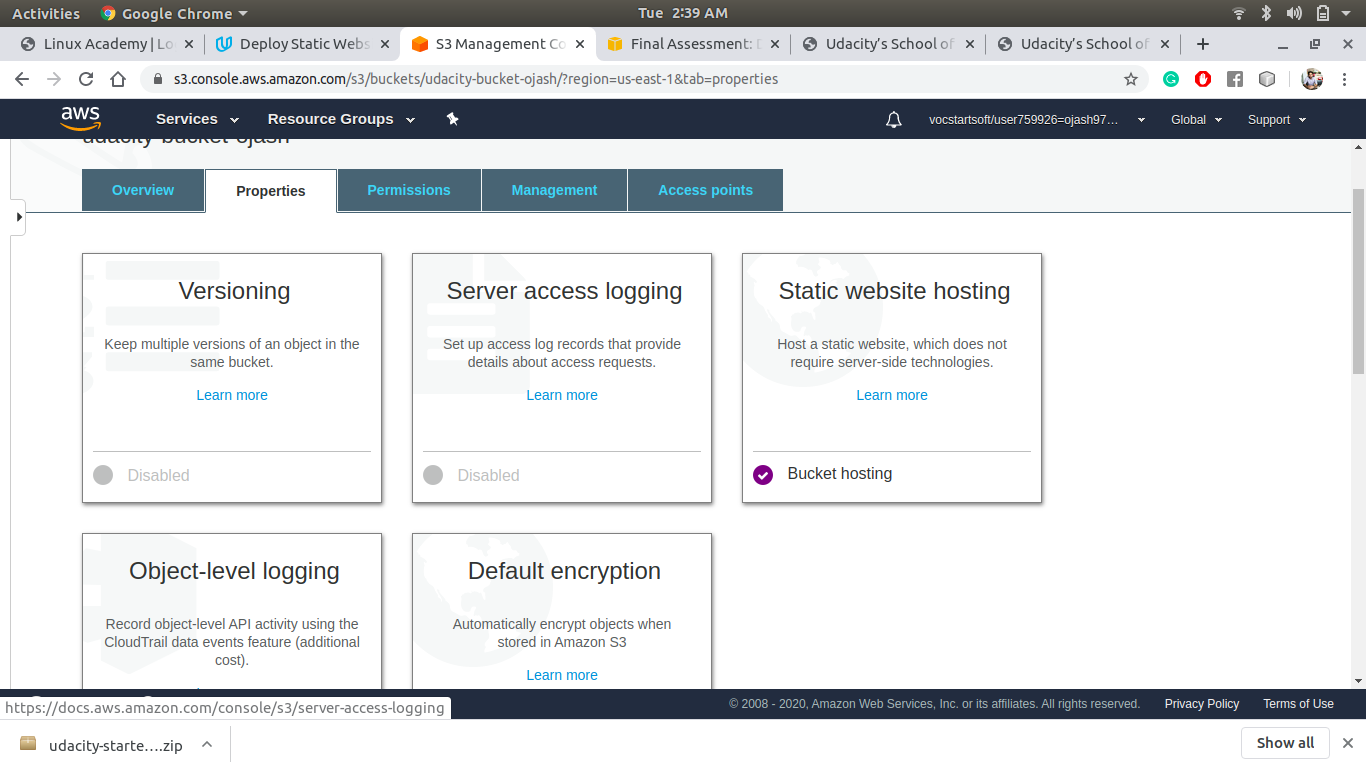 Activities
Google Chrome
Tue 2:39 AM
Linux Academy | Lo
Deploy Static Webs
S3 Management Co
Final Assessment: D
Udacity's School of
Udacity's School of
s3.console.aws.amazon.com/s3/buckets/udacity-bucket-ojash/?region=us-east-1&tab=properties
aws
Services
Resource Groups
vocstartsoft/user759926=ojash97...
Global
Support
udacity-bucket-ojash
Overview
Properties
Permissions
Management
Access points
Versioning
Keep multiple versions of an object in the
same bucket.
Learn more
Disabled
Server access logging
Set up access log records that provide
details about access requests.
Learn more
Disabled
Static website hosting
Host a static website, which does not
require server-side technologies.
Learn more
Bucket hosting
Object-level logging
Record object-level API activity using the
CloudTrail data events feature (additional
cost).
Default encryption
Automatically encrypt objects when
stored in Amazon S3
Learn more
https://docs.aws.amazon.com/console/s3/server-access-logging
© 2008 - 2020, Amazon Web Services, Inc. or its affiliates. All rights reserved.
Privacy Policy
Terms of Use
udacity-starte....zip
Show all